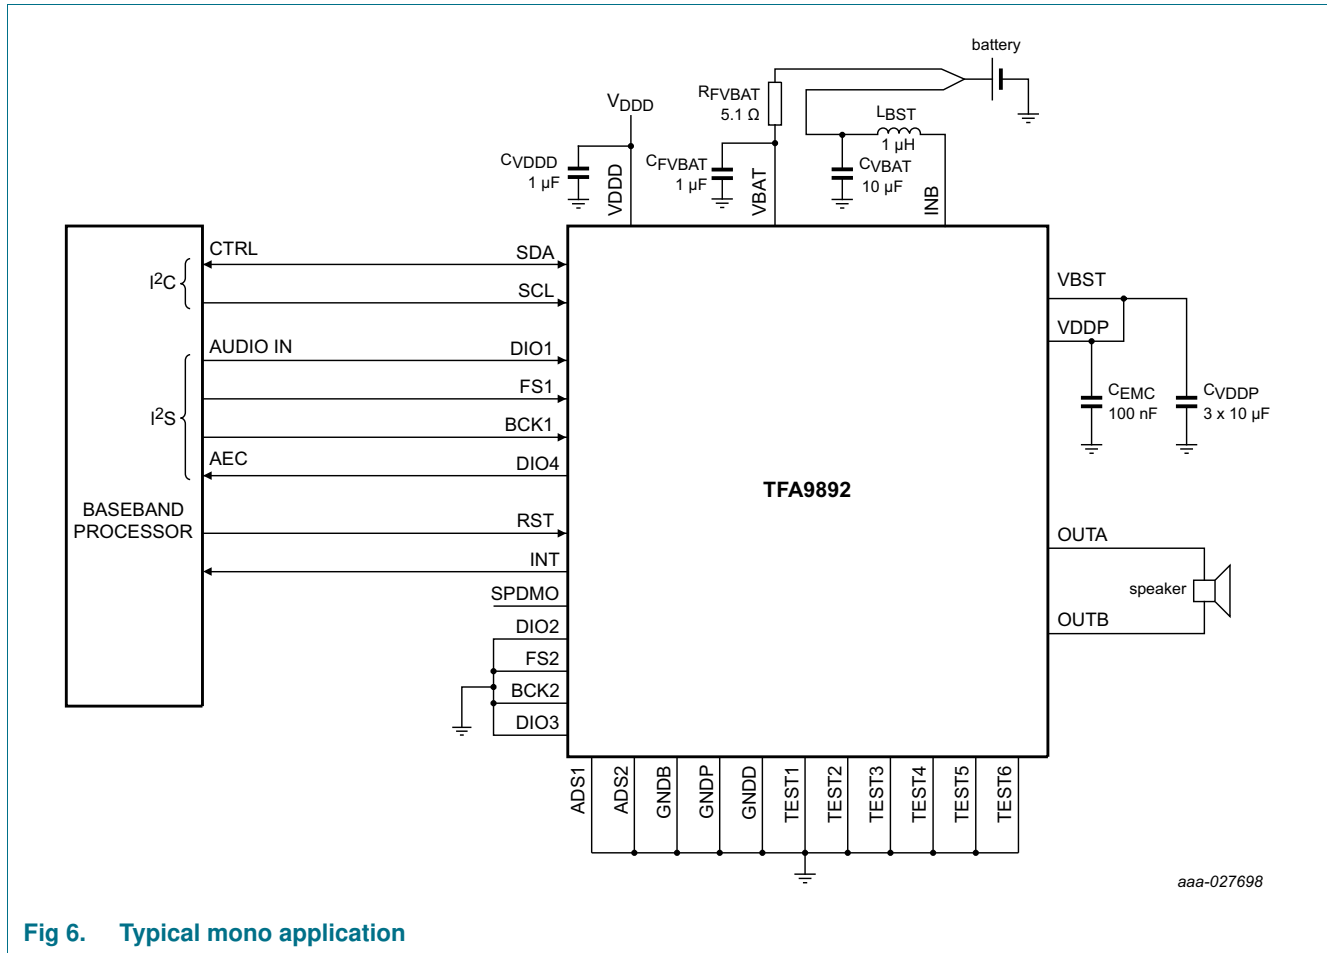 battery
RFVBAT
5.1 Ω
VDDD
LBST
1 µH
CVDDD
1 µF
CFVBAT
1 µF
CVBAT
10 µF
VDDD
VBAT
INB
CTRL
SDA
I2C
SCL
AUDIO IN
DIO1
FS1
I2S
BCK1
AEC
DIO4
BASEBAND
PROCESSOR
RST
INT
SPDMO
DIO2
FS2
BCK2
DIO3
TFA9892
VBST
VDDP
CEMC
100 nF
CVDDP
3 x 10 µF
OUTA
speaker
OUTB
ADS1
ADS2
GNDB
GNDP
GNDD
TEST1
TEST2
TEST3
TEST4
TEST5
TEST6
aaa-027698
Fig 6. Typical mono application